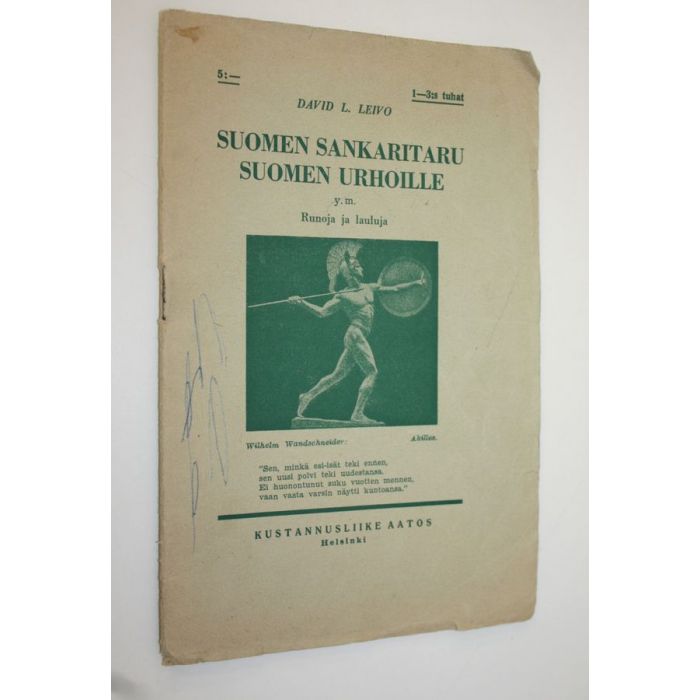 5:—
1—3:s tuhat
DAVID L. LEIVO
SUOMEN SANKARITARU
SUOMEN URHOILLE
y.m.
Runoja ja lauluja
Wilhelm Wandschneider: Akilles.
"Sen, minkä esi-isät teki ennen,
sen uusi polvi teki uudestansa.
Ei huonontunut suku vuotten mennen,
vaan vasta varsin näytti kuntoansa."
KUSTANNUSLIIKE AATOS
Helsinki